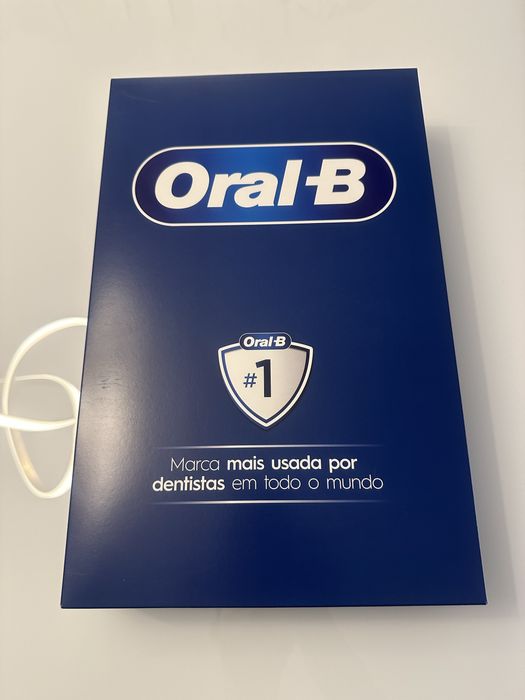 Oral-B
Oral-B
#1
Marca mais usada por
dentistas em todo o mundo